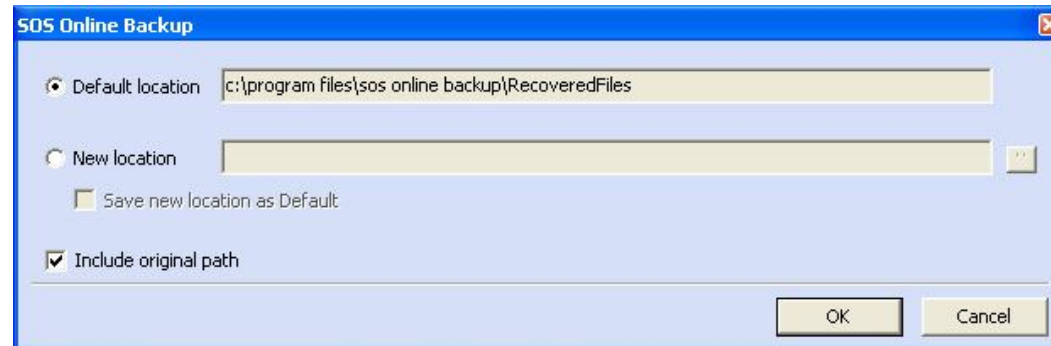 SOS Online Backup
Default location c:\program files\sos online backup\RecoveredFiles
New location
Save new location as Default
Include original path
OK Cancel